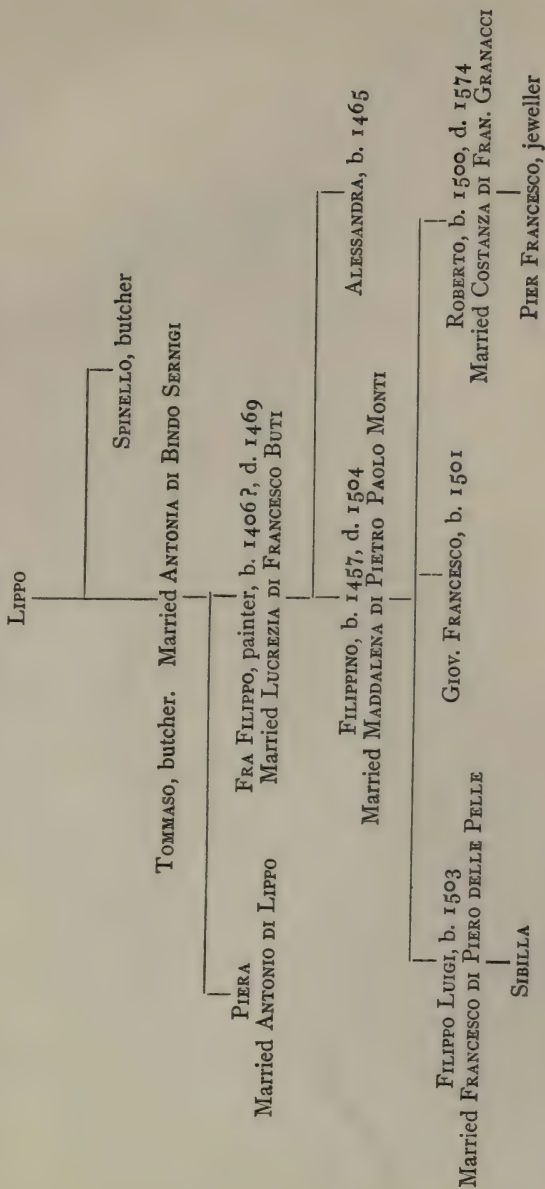 LIPPO
SPINELLO, butcher
TOMMASO, butcher. Married ANTONIA DI BINDO SERNIGI
PIERA
Married ANTONIO DI LIPPO
FRA FILIPPO, painter, b. 1406?, d. 1469
Married LUCREZIA DI FRANCESCO BUTI
FILIPPINO, b. 1457, d. 1504
Married MADDALENA DI PIETRO PAOLO MONTI
ALESSANDRA, b. 1465
FILIPPO LUIGI, b. 1503
Married FRANCESCO DI PIERO DELLE PELLE
SIBILLA
GIOV. FRANCESCO, b. 1501
ROBERTO, b. 1500, d. 1574
Married COSTANZA DI FRAN. GRANACCI
PIER FRANCESCO, jeweller